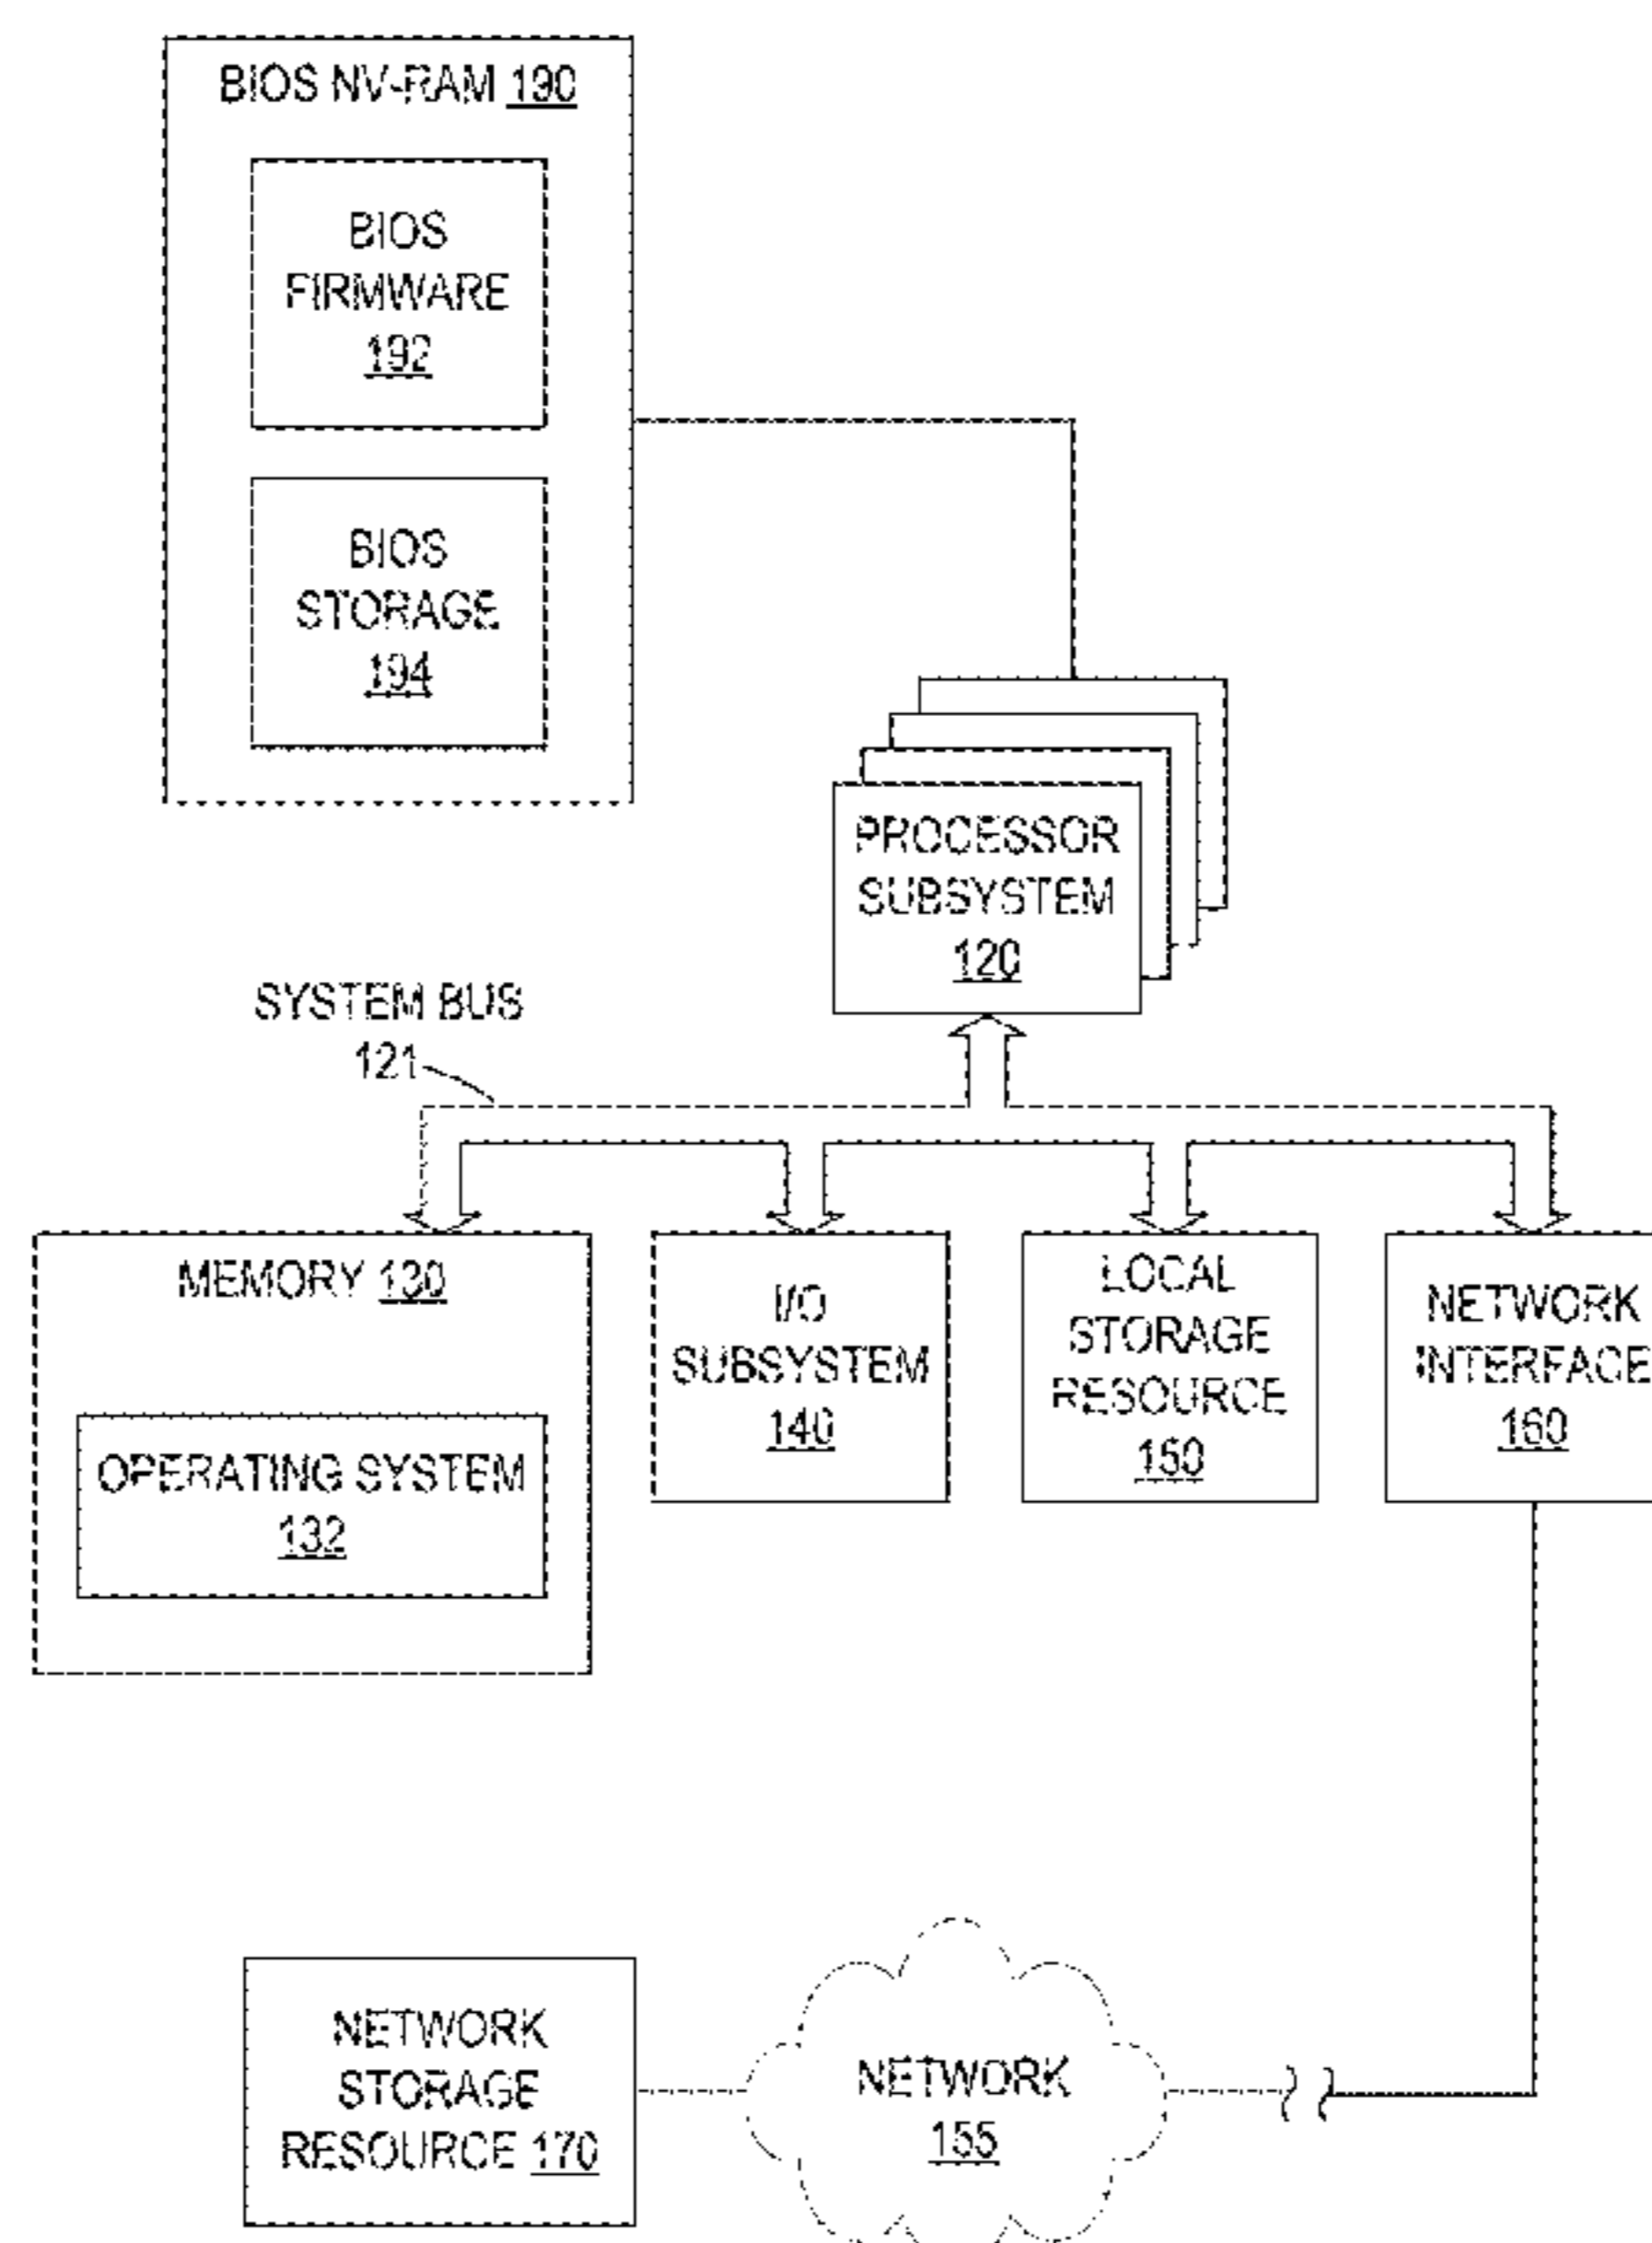 BIOS NV-RAM 190
BIOS
FIRMWARE
192
BIOS
STORAGE
194
PROCESSOR
SUBSYSTEM
120
SYSTEM BUS
121
MEMORY 130
OPERATING SYSTEM
132
I/O
SUBSYSTEM
140
LOCAL
STORAGE
RESOURCE
150
NETWORK
INTERFACE
160
NETWORK
STORAGE
RESOURCE 170
NETWORK
155